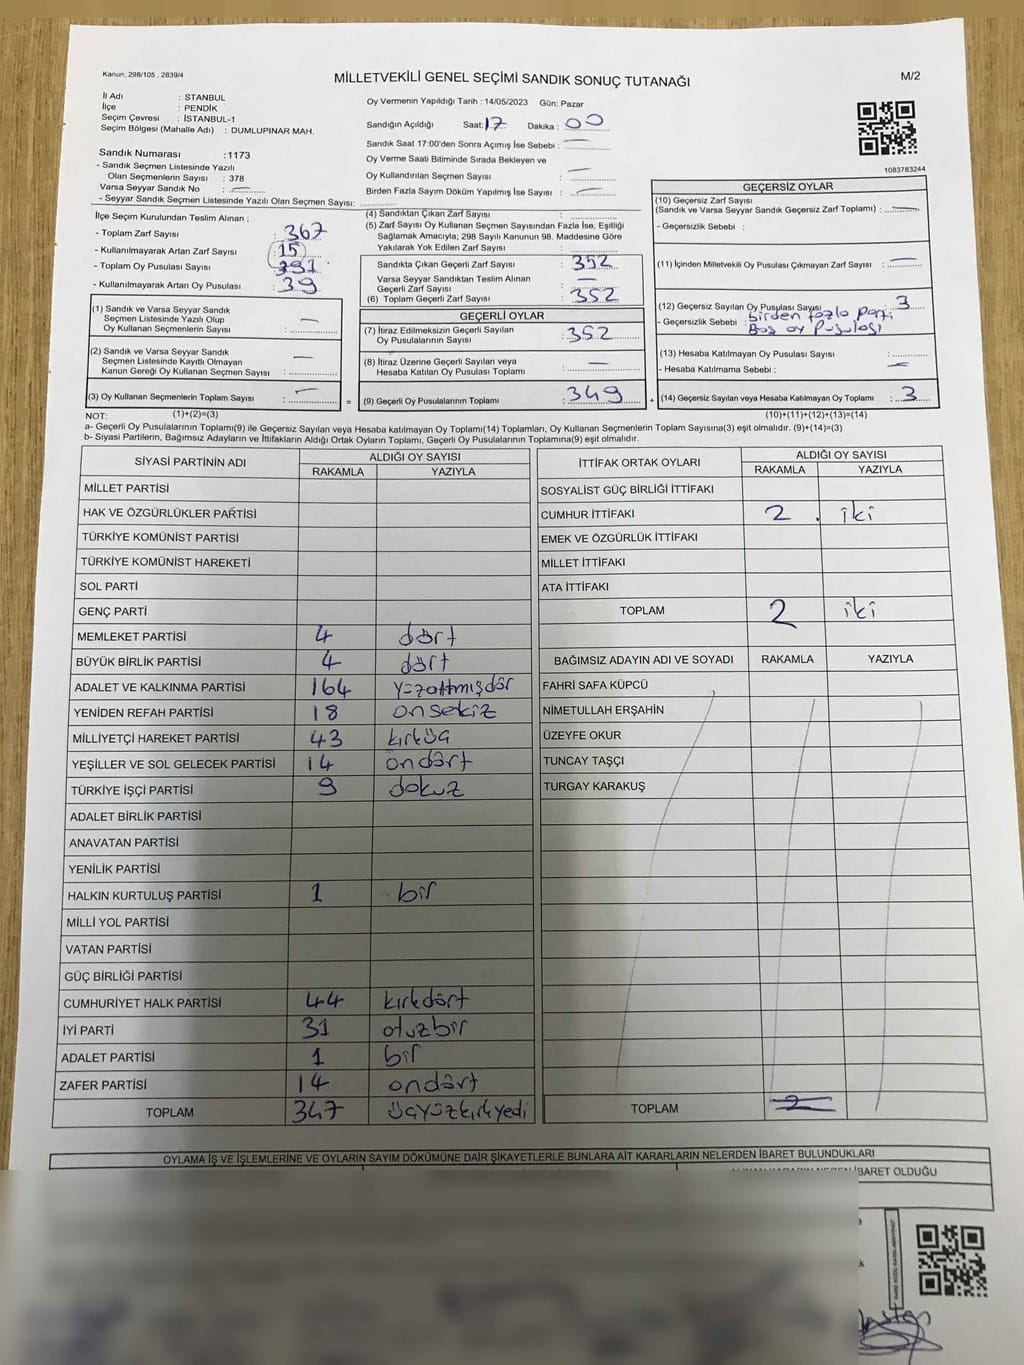 Kanun, 298/105 , 2839/4
MİLLETVEKİLİ GENEL SEÇİMİ SANDIK SONUÇ TUTANAĞI
M/2
İl Adı : STANBUL
İlçe : PENDİK
Seçim Çevresi : İSTANBUL-1
Seçim Bölgesi (Mahalle Adı) : DUMLUPINAR MAH.
Oy Vermenin Yapıldığı Tarih : 14/05/2023 Gün: Pazar
Sandığın Açıldığı Saat: 17 Dakika : 00
Sandık Saat 17:00'den Sonra Açımış İse Sebebi :
Oy Verme Saati Bitiminde Sırada Bekleyen ve
Oy Kullandırılan Seçmen Sayısı :
Birden Fazla Sayım Döküm Yapılmış İse Sayısı :
1083783244
Sandık Numarası :1173
- Sandık Seçmen Listesinde Yazılı
Olan Seçmenlerin Sayısı : 378
Varsa Seyyar Sandık No :
- Seyyar Sandık Seçmen Listesinde Yazılı Olan Seçmen Sayısı:
İlçe Seçim Kurulundan Teslim Alınan ;
- Toplam Zarf Sayısı : 367
- Kullanılmayarak Artan Zarf Sayısı : 15
- Toplam Oy Pusulası Sayısı : 391
- Kullanılmayarak Artan Oy Pusulası : 39
(1) Sandık ve Varsa Seyyar Sandık
Seçmen Listesinde Yazılı Olup
Oy Kullanan Seçmenlerin Sayısı : —
(2) Sandık ve Varsa Seyyar Sandık
Seçmen Listesinde Kayıtlı Olmayan
Kanun Gereği Oy Kullanan Seçmen Sayısı : —
(3) Oy Kullanan Seçmenlerin Toplam Sayısı : —
(1)+(2)=(3)
(4) Sandıktan Çıkan Zarf Sayısı :
(5) Zarf Sayısı Oy Kullanan Seçmen Sayısından Fazla İse, Eşitliği
Sağlamak Amacıyla; 298 Sayılı Kanunun 98. Maddesine Göre
Yakılarak Yok Edilen Zarf Sayısı :
Sandıkta Çıkan Geçerli Zarf Sayısı : 352
Varsa Seyyar Sandıktan Teslim Alınan
Geçerli Zarf Sayısı : —
(6) Toplam Geçerli Zarf Sayısı : 352
GEÇERLİ OYLAR
(7) İtiraz Edilmeksizin Geçerli Sayılan
Oy Pusulalarının Sayısı : 352
(8) İtiraz Üzerine Geçerli Sayılan veya
Hesaba Katılan Oy Pusulası Toplamı : —
= (9) Geçerli Oy Pusulalarının Toplamı : 349
GEÇERSİZ OYLAR
(10) Geçersiz Zarf Sayısı
(Sandık ve Varsa Seyyar Sandık Geçersiz Zarf Toplamı) : —
- Geçersizlik Sebebi :
(11) İçinden Milletvekili Oy Pusulası Çıkmayan Zarf Sayısı : —
(12) Geçersiz Sayılan Oy Pusulası Sayısı : 3
- Geçersizlik Sebebi : birden fazla parti
Boş oy pusulası
(13) Hesaba Katılmayan Oy Pusulası Sayısı :
- Hesaba Katılmama Sebebi : —
+ (14) Geçersiz Sayılan veya Hesaba Katılmayan Oy Toplamı : 3
(10)+(11)+(12)+(13)=(14)
NOT:
a- Geçerli Oy Pusulalarının Toplamı(9) ile Geçersiz Sayılan veya Hesaba Katılmayan Oy Toplamı(14) Toplamları, Oy Kullanan Seçmenlerin Toplam Sayısına(3) eşit olmalıdır. (9)+(14)=(3)
b- Siyasi Partilerin, Bağımsız Adayların ve İttifakların Aldığı Ortak Oyların Toplamı, Geçerli Oy Pusulalarının Toplamına(9) eşit olmalıdır.
SİYASİ PARTİNİN ADI ALDIĞI OY SAYISI
RAKAMLA YAZIYLA
MİLLET PARTİSİ
HAK VE ÖZGÜRLÜKLER PARTİSİ
TÜRKİYE KOMÜNİST PARTİSİ
TÜRKİYE KOMÜNİST HAREKETİ
SOL PARTİ
GENÇ PARTİ
MEMLEKET PARTİSİ 4 dört
BÜYÜK BİRLİK PARTİSİ 4 dört
ADALET VE KALKINMA PARTİSİ 164 yüzaltmışdör
YENİDEN REFAH PARTİSİ 18 onsekiz
MİLLİYETÇİ HAREKET PARTİSİ 43 kırküç
YEŞİLLER VE SOL GELECEK PARTİSİ 14 ondört
TÜRKİYE İŞÇİ PARTİSİ 9 dokuz
ADALET BİRLİK PARTİSİ
ANAVATAN PARTİSİ
YENİLİK PARTİSİ
HALKIN KURTULUŞ PARTİSİ 1 bir
MİLLİ YOL PARTİSİ
VATAN PARTİSİ
GÜÇ BİRLİĞİ PARTİSİ
CUMHURİYET HALK PARTİSİ 44 kırkdört
İYİ PARTİ 31 otuzbir
ADALET PARTİSİ 1 bir
ZAFER PARTİSİ 14 ondört
TOPLAM 347 üçyüzkırkyedi
İTTİFAK ORTAK OYLARI ALDIĞI OY SAYISI
RAKAMLA YAZIYLA
SOSYALİST GÜÇ BİRLİĞİ İTTİFAKI
CUMHUR İTTİFAKI 2 iki
EMEK VE ÖZGÜRLÜK İTTİFAKI
MİLLET İTTİFAKI
ATA İTTİFAKI
TOPLAM 2 iki
BAĞIMSIZ ADAYIN ADI VE SOYADI RAKAMLA YAZIYLA
FAHRİ SAFA KÜPCÜ
NİMETULLAH ERŞAHİN
ÜZEYFE OKUR
TUNCAY TAŞÇI
TURGAY KARAKUŞ
TOPLAM 2
OYLAMA İŞ VE İŞLEMLERİNE VE OYLARIN SAYIM DÖKÜMÜNE DAİR ŞİKAYETLERLE BUNLARA AİT KARARLARIN NELERDEN İBARET BULUNDUKLARI
İBARET OLDUĞU